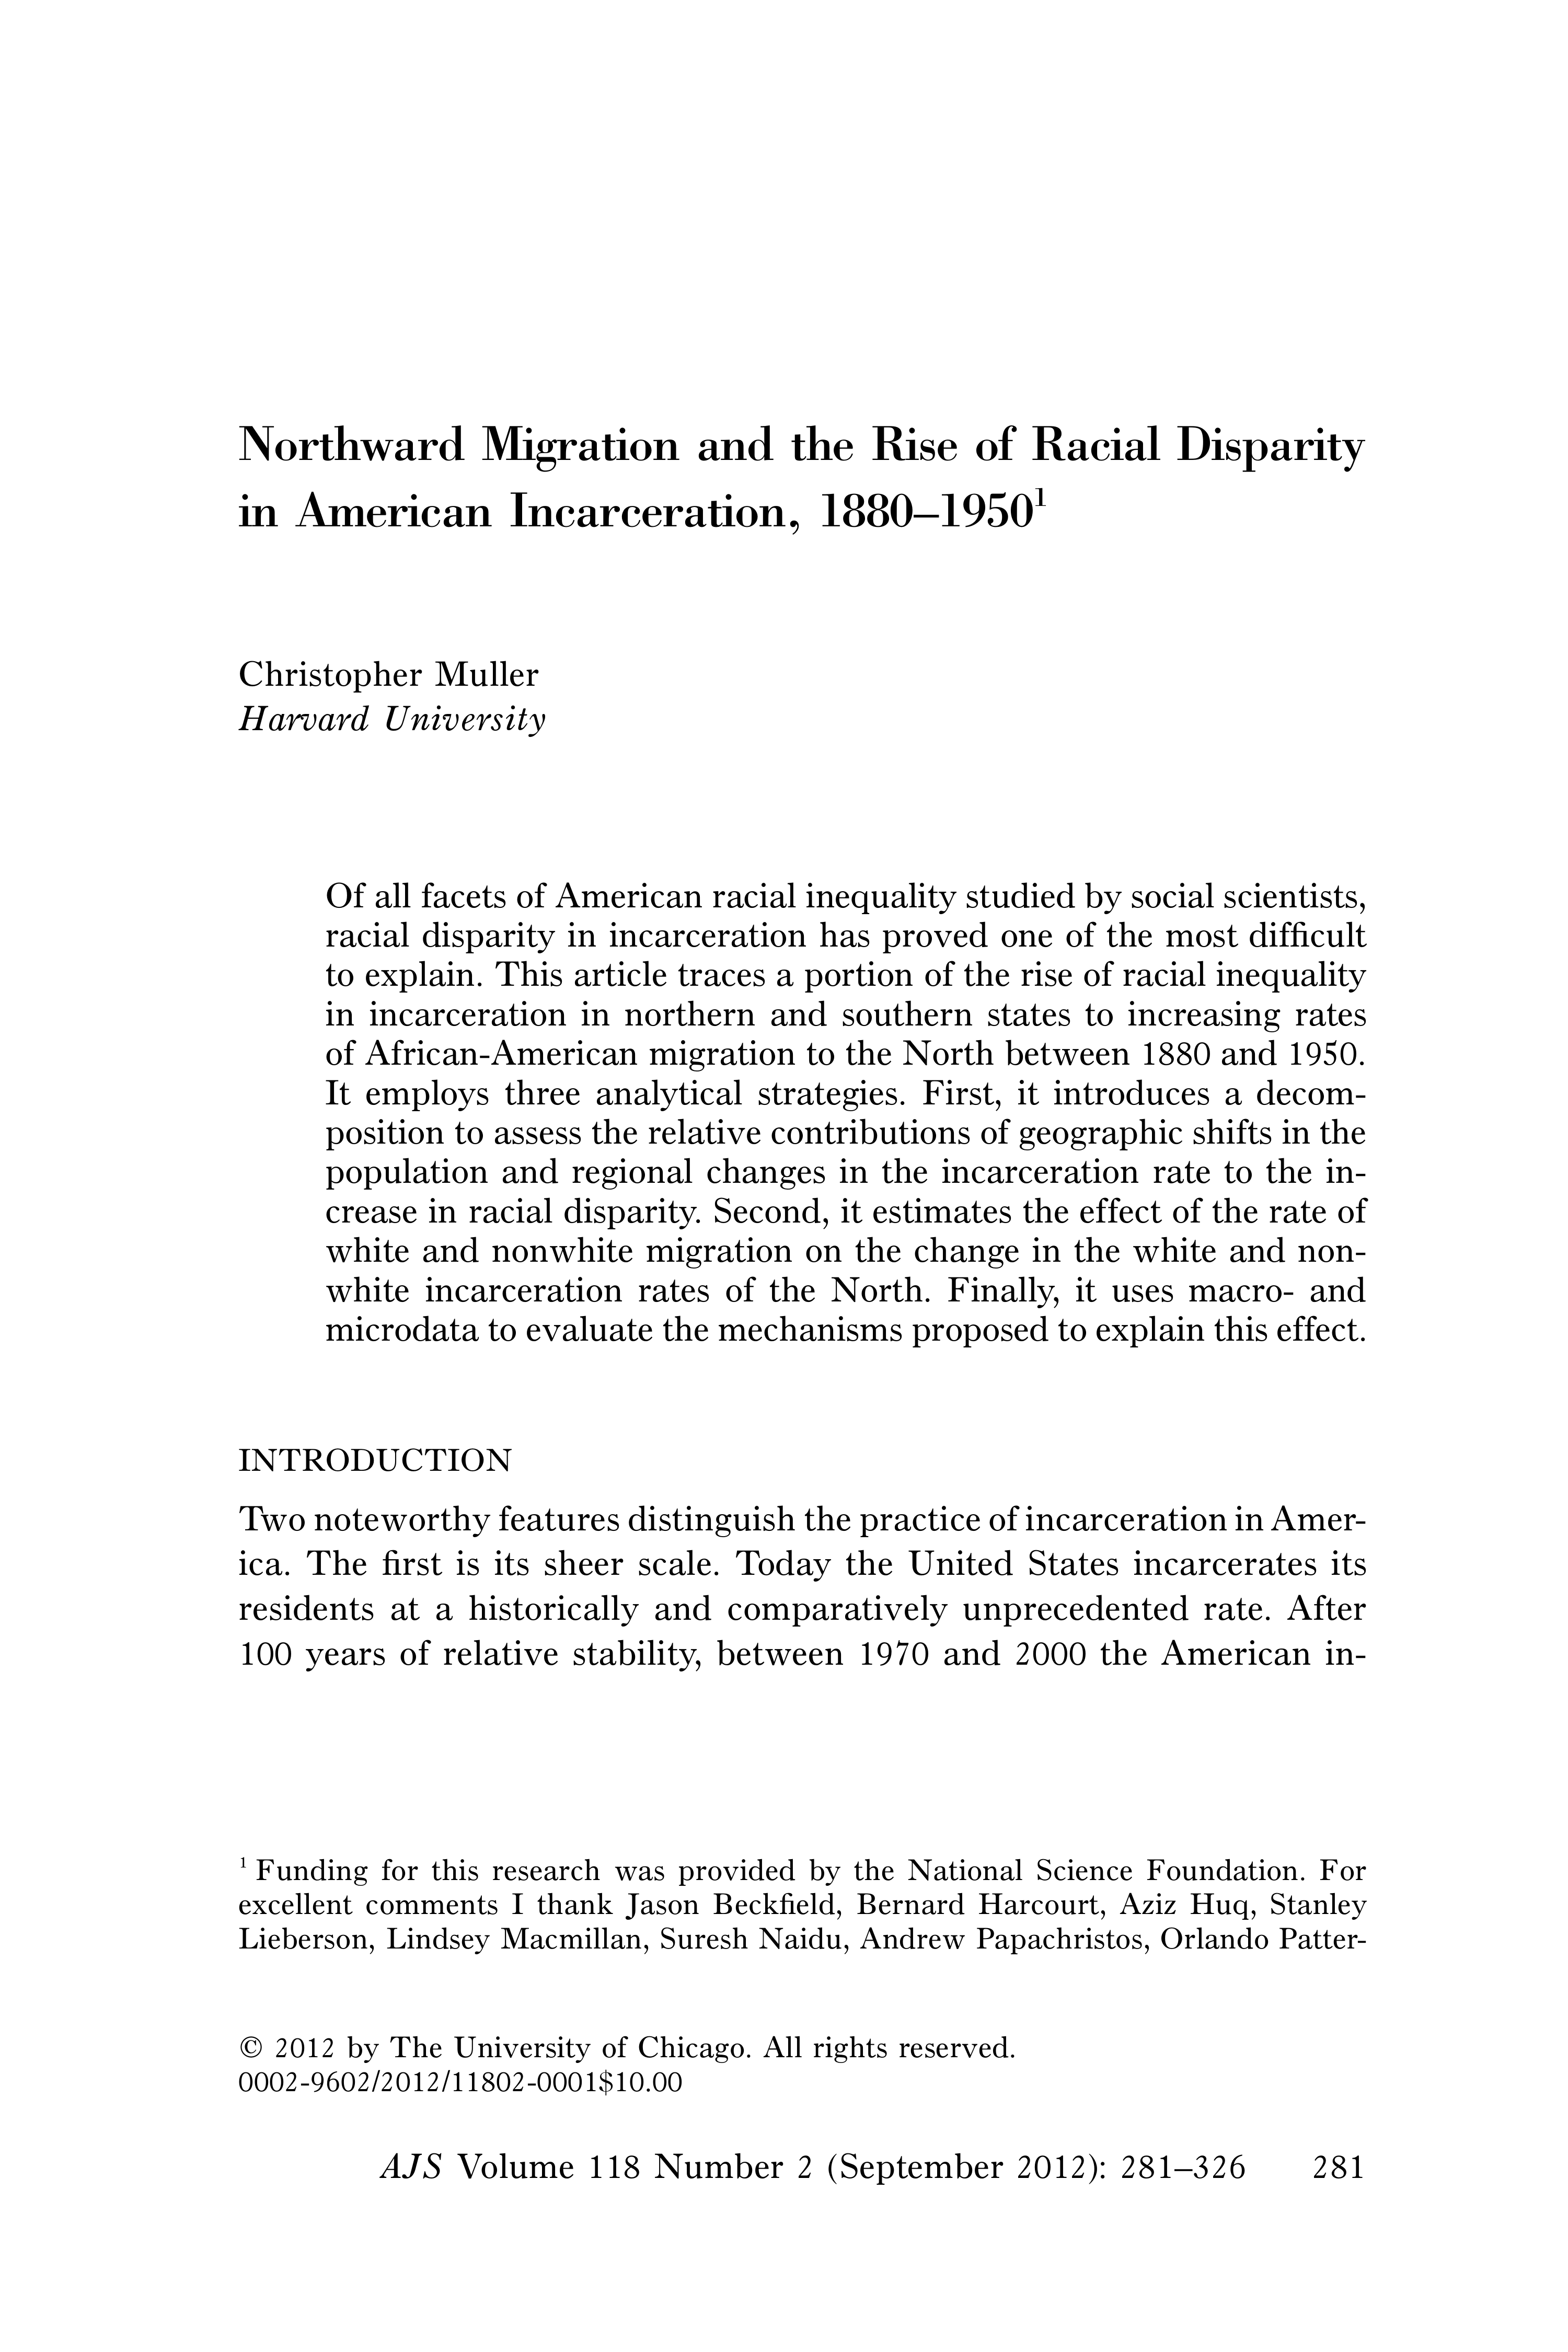 Northward Migration and the Rise of Racial Disparity
in American Incarceration, 1880–1950¹
Christopher Muller
Harvard University
Of all facets of American racial inequality studied by social scientists,
racial disparity in incarceration has proved one of the most difficult
to explain. This article traces a portion of the rise of racial inequality
in incarceration in northern and southern states to increasing rates
of African-American migration to the North between 1880 and 1950.
It employs three analytical strategies. First, it introduces a decom-
position to assess the relative contributions of geographic shifts in the
population and regional changes in the incarceration rate to the in-
crease in racial disparity. Second, it estimates the effect of the rate of
white and nonwhite migration on the change in the white and non-
white incarceration rates of the North. Finally, it uses macro- and
microdata to evaluate the mechanisms proposed to explain this effect.
INTRODUCTION
Two noteworthy features distinguish the practice of incarceration in Amer-
ica. The first is its sheer scale. Today the United States incarcerates its
residents at a historically and comparatively unprecedented rate. After
100 years of relative stability, between 1970 and 2000 the American in-
¹ Funding for this research was provided by the National Science Foundation. For
excellent comments I thank Jason Beckfield, Bernard Harcourt, Aziz Huq, Stanley
Lieberson, Lindsey Macmillan, Suresh Naidu, Andrew Papachristos, Orlando Patter-
© 2012 by The University of Chicago. All rights reserved.
0002-9602/2012/11802-0001$10.00
AJS Volume 118 Number 2 (September 2012): 281–326 281